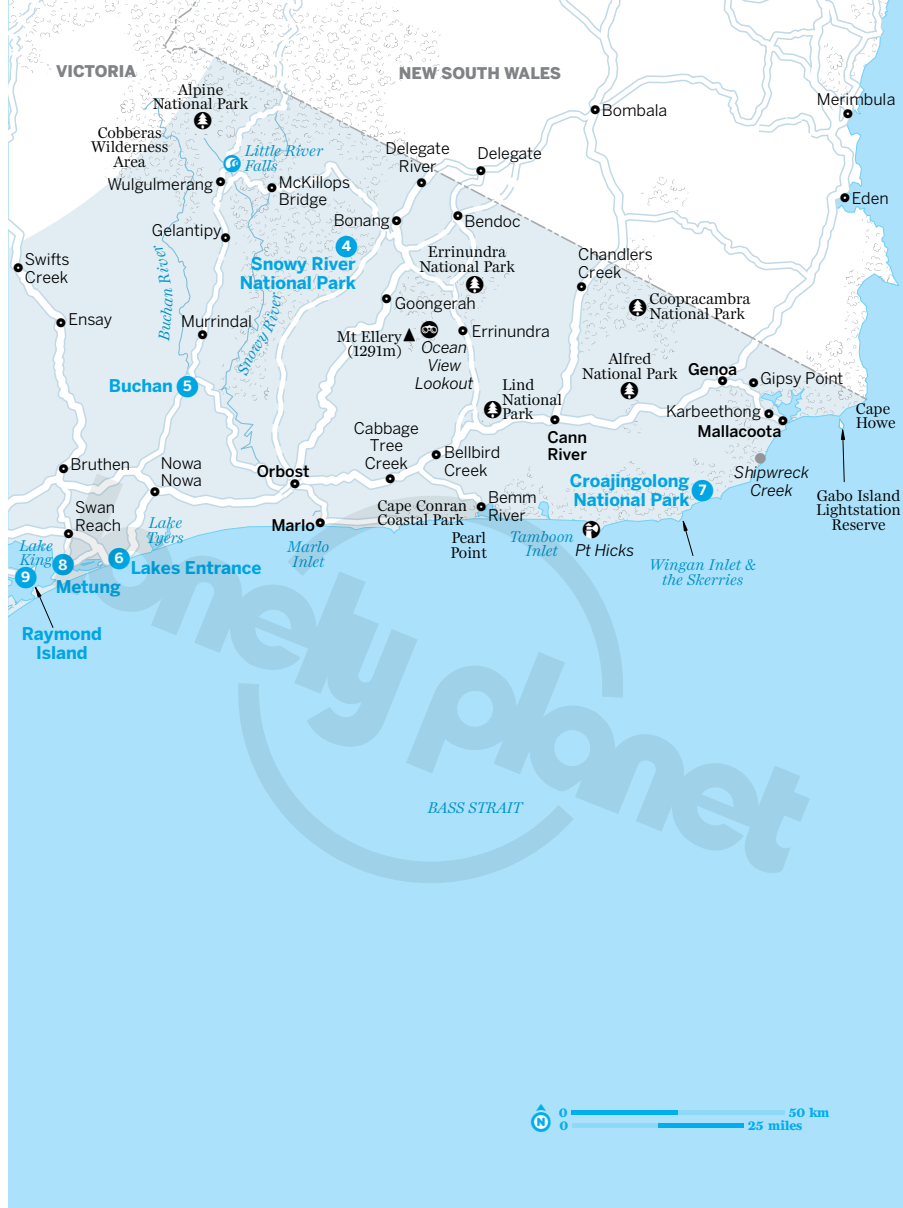 VICTORIA
NEW SOUTH WALES
Alpine
National Park
Merimbula
Bombala
Cobberas
Wilderness
Area
Little River
Falls
Delegate
River
Delegate
Wulgulmerang
McKillops
Bridge
Eden
Bonang
Bendoc
Gelantipy
4
Snowy River
National Park
Errinundra
National Park
Chandlers
Creek
Swifts
Creek
Buchan River
Snowy River
Goongerah
Coopracambra
National Park
Ensay
Murrindal
Mt Ellery
(1291m)
Ocean
View
Lookout
Errinundra
Alfred
National Park
Genoa
Gipsy Point
Buchan
5
Lind
National
Park
Karbeethong
Mallacoota
Cape
Howe
Cann
River
Cabbage
Tree
Creek
Bellbird
Creek
Bruthen
Nowa
Nowa
Orbost
Shipwreck
Creek
Croajingolong
National Park
7
Gabo Island
Lightstation
Reserve
Swan
Reach
Lake
Tyers
Marlo
Cape Conran
Coastal Park
Bemm
River
Marlo
Inlet
Pearl
Point
Tamboon
Inlet
Pt Hicks
Wingan Inlet &
the Skerries
Lake
King
9
8
Metung
6
Lakes Entrance
Raymond
Island
lonely planet
BASS STRAIT
N
0
50 km
0
25 miles